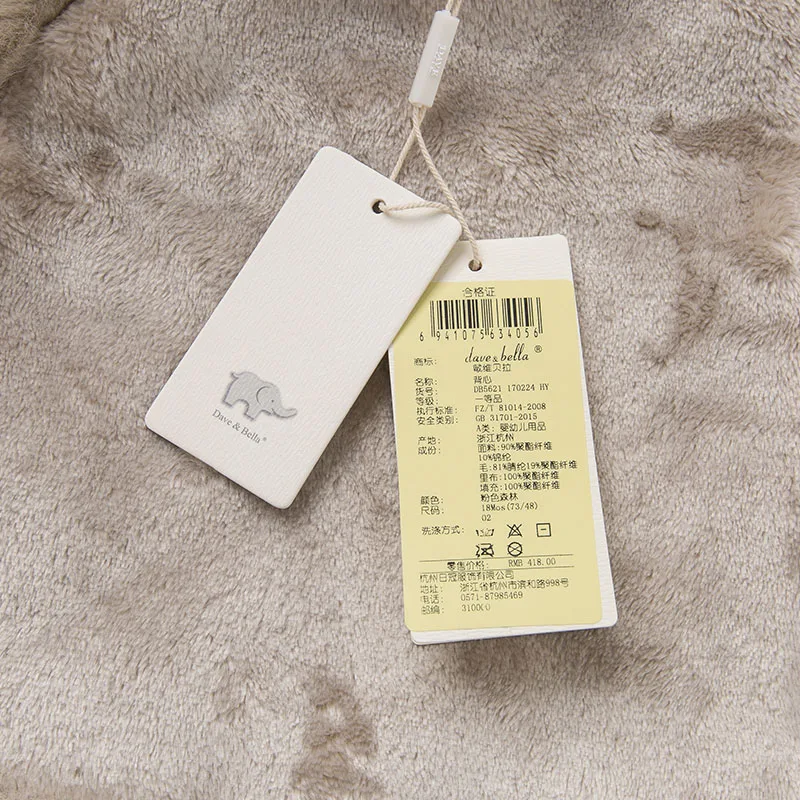 Dave & Bella®
合格证
6 941075 634056
商标: dave & bella ®
敏维贝拉
名称: 背心
货号: DB5621 170224 HY
等级: 一等品
执行标准: FZ/T 81014-2008
安全类别: GB 31701-2015
A类: 婴幼儿用品
产地: 浙江杭州
成份: 面料:90%聚酯纤维
10%锦纶
毛:81%腈纶19%聚酯纤维
里布:100%聚酯纤维
填充:100%聚酯纤维
颜色: 粉色森林
尺码: 18Mos(73/48)
02
洗涤方式:
零售价格: RMB 418.00
杭州日冠服饰有限公司
地址: 浙江省杭州市滨和路998号
电话: 0571-87985469
邮编: